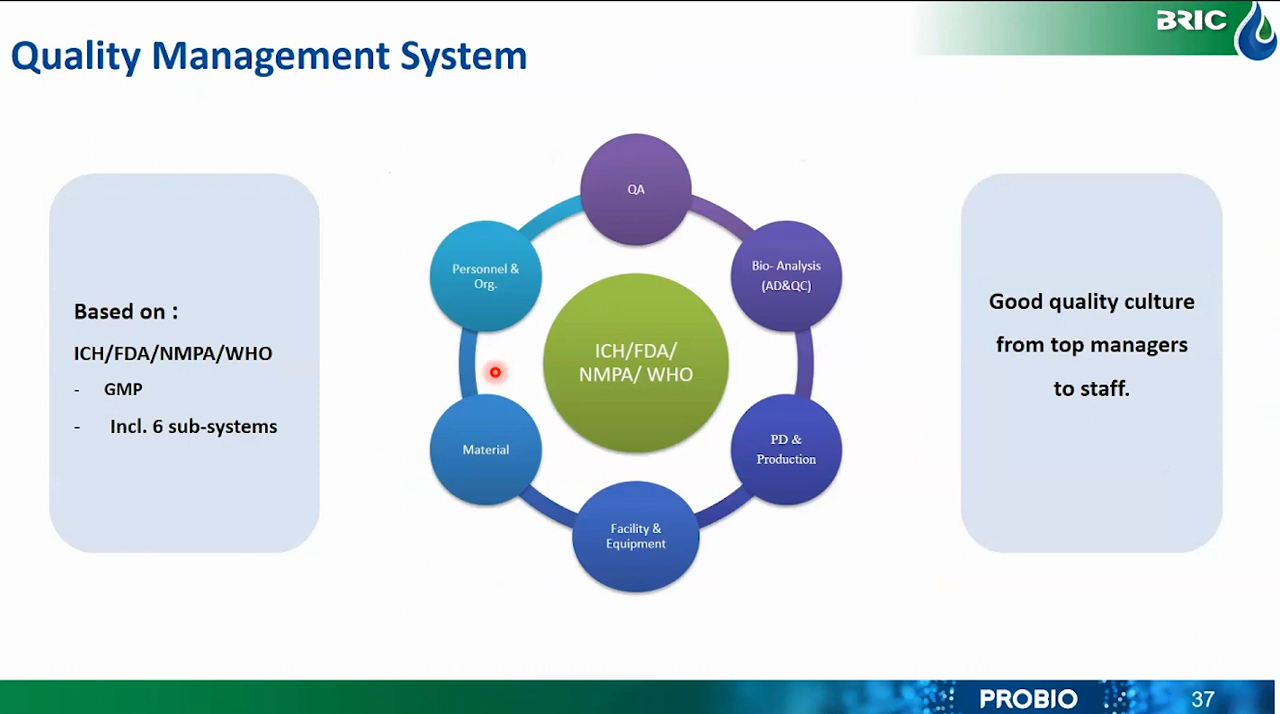 BRIC
Quality Management System
Based on :
ICH/FDA/NMPA/WHO
- GMP
- Incl. 6 sub-systems
QA
Bio- Analysis
(AD&QC)
PD &
Production
Facility &
Equipment
Material
Personnel &
Org.
ICH/FDA/
NMPA/ WHO
Good quality culture
from top managers
to staff.
PROBIO
37